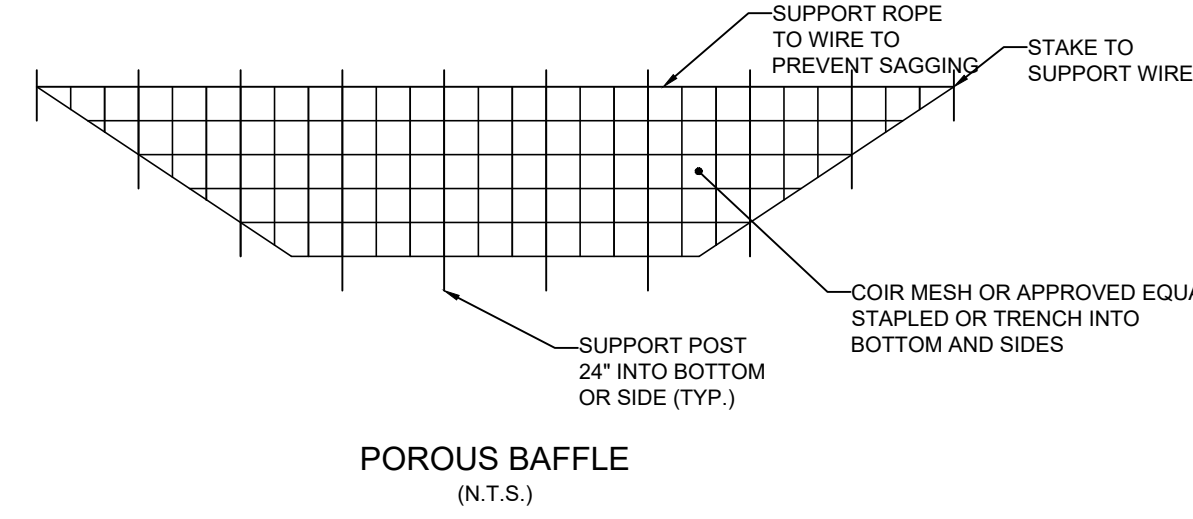 SUPPORT ROPE
TO WIRE TO
PREVENT SAGGING
STAKE TO
SUPPORT WIRE
COIR MESH OR APPROVED EQUA
STAPLED OR TRENCH INTO
BOTTOM AND SIDES
SUPPORT POST
24" INTO BOTTOM
OR SIDE (TYP.)
POROUS BAFFLE
(N.T.S.)